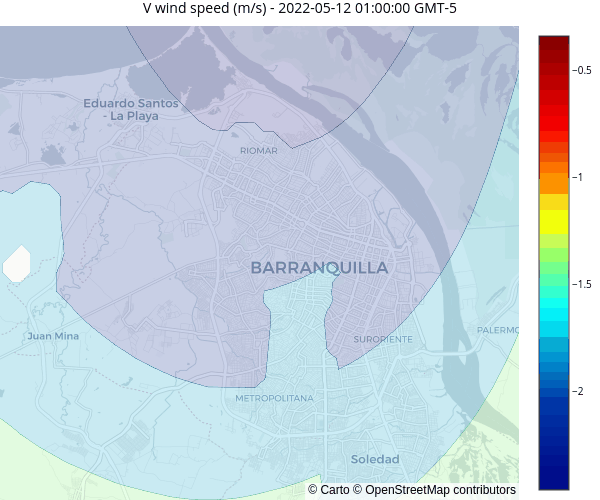 V wind speed (m/s) - 2022-05-12 01:00:00 GMT-5
−0.5
Eduardo Santos
- La Playa
RIOMAR
−1
BARRANQUILLA
−1.5
Juan Mina
SURORIENTE
PALERMO
−2
METROPOLITANA
Soledad
© Carto © OpenStreetMap contributors